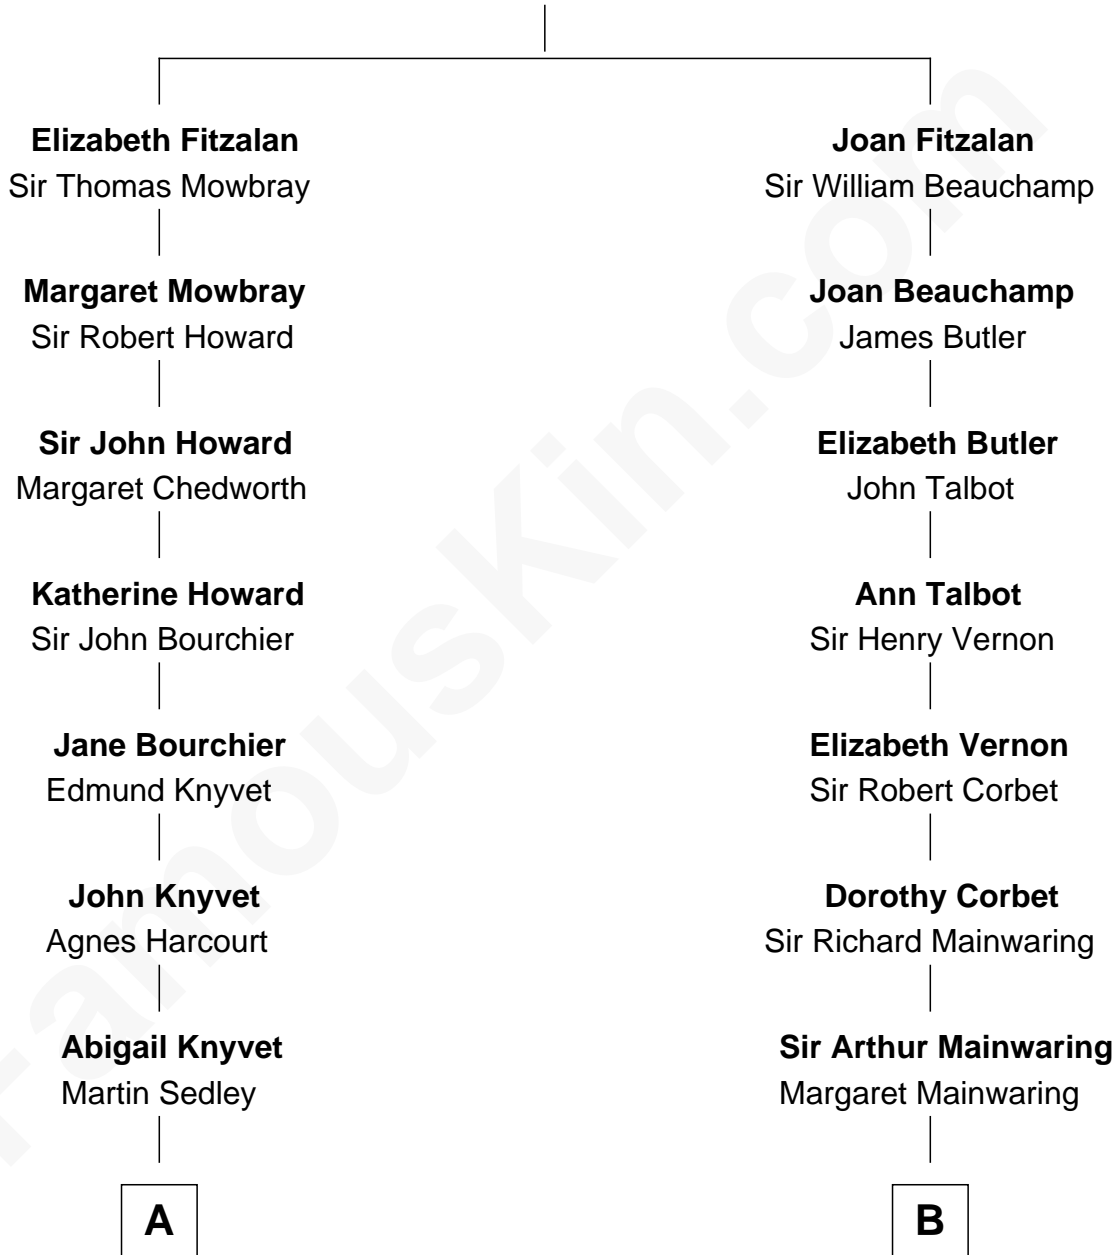 Elizabeth Fitzalan
Sir Thomas Mowbray
Margaret Mowbray
Sir Robert Howard
Sir John Howard
Margaret Chedworth
Katherine Howard
Sir John Bourchier
Jane Bourchier
Edmund Knyvet
John Knyvet
Agnes Harcourt
Abigail Knyvet
Martin Sedley
A
Joan Fitzalan
Sir William Beauchamp
Joan Beauchamp
James Butler
Elizabeth Butler
John Talbot
Ann Talbot
Sir Henry Vernon
Elizabeth Vernon
Sir Robert Corbet
Dorothy Corbet
Sir Richard Mainwaring
Sir Arthur Mainwaring
Margaret Mainwaring
B
FamousKin.com